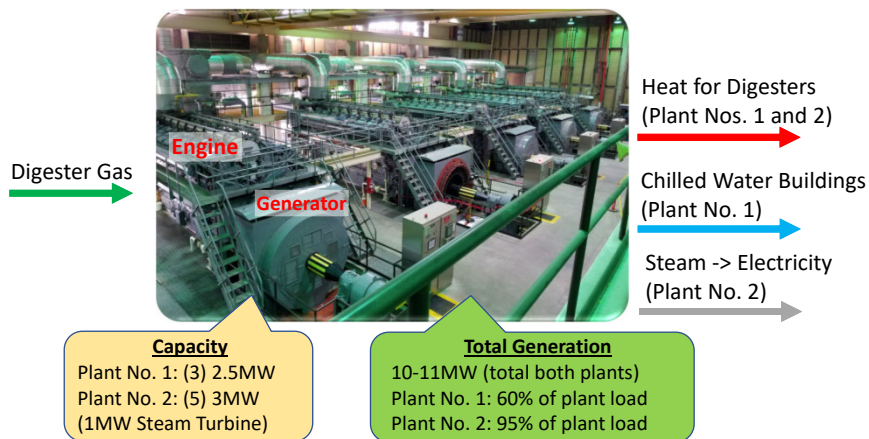 Digester Gas
Engine
Generator
Heat for Digesters
(Plant Nos. 1 and 2)
Chilled Water Buildings
(Plant No. 1)
Steam -> Electricity
(Plant No. 2)
Capacity
Plant No. 1: (3) 2.5MW
Plant No. 2: (5) 3MW
(1MW Steam Turbine)
Total Generation
10-11MW (total both plants)
Plant No. 1: 60% of plant load
Plant No. 2: 95% of plant load